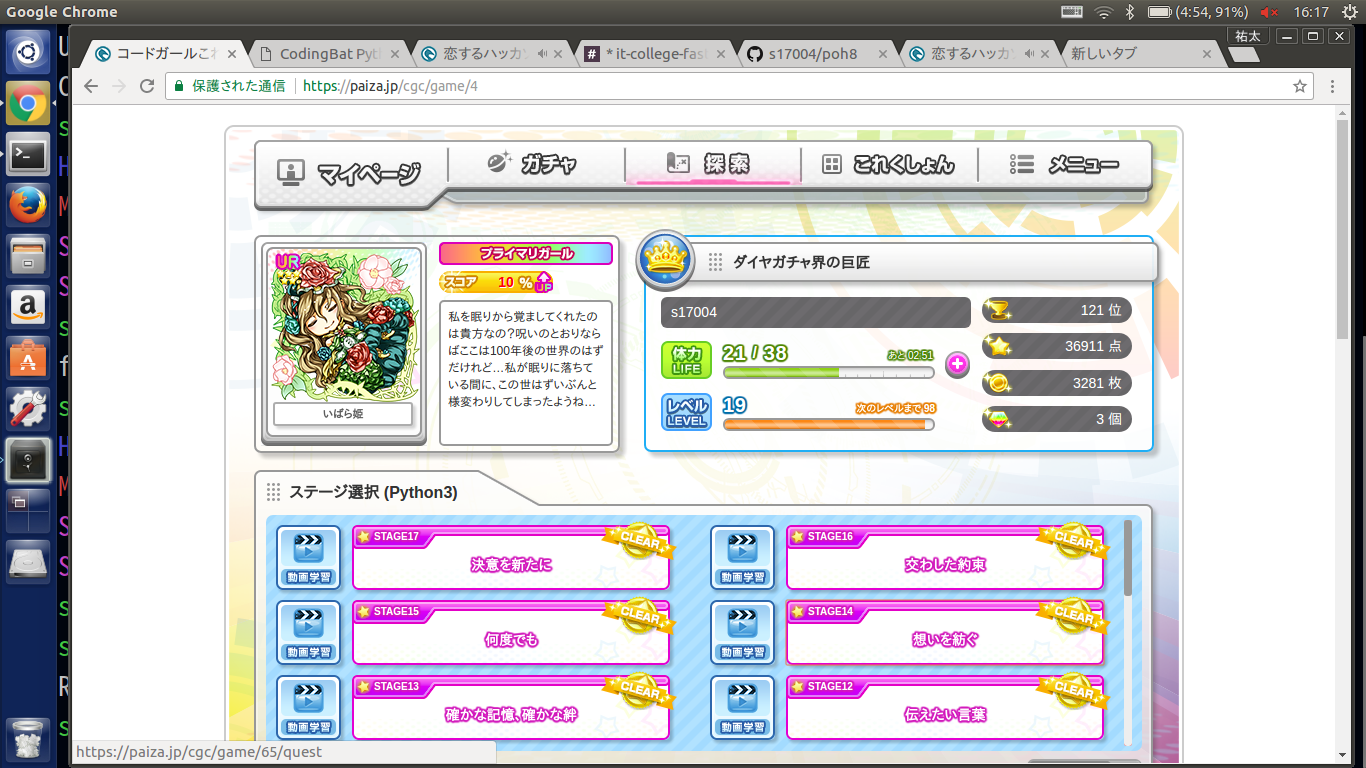 Google Chrome
(4:54, 91%)
16:17
祐太
コードガールこれ
CodingBat Pyth
恋するハッカソ
* it-college-fas
s17004/poh8
恋するハッカソ
新しいタブ
保護された通信
https://paiza.jp/cgc/game/4
マイページ
ガチャ
探索
これくしょん
メニュー
UR
いばら姫
プライマリガール
スコア 10 % UP
私を眠りから覚ましてくれたの
は貴方なの?呪いのとおりなら
ばここは100年後の世界のはず
だけれど…私が眠りに落ちて
いる間に、この世はずいぶんと
様変わりしてしまったようね…
ダイヤガチャ界の巨匠
s17004
体力
LIFE
21 / 38
あと 02:51
レベル
LEVEL
19
次のレベルまで 98
121 位
36911 点
3281 枚
3 個
ステージ選択 (Python3)
動画学習
STAGE17
CLEAR
決意を新たに
動画学習
STAGE16
CLEAR
交わした約束
動画学習
STAGE15
CLEAR
何度でも
動画学習
STAGE14
CLEAR
想いを紡ぐ
動画学習
STAGE13
CLEAR
確かな記憶、確かな絆
動画学習
STAGE12
CLEAR
伝えたい言葉
https://paiza.jp/cgc/game/65/quest